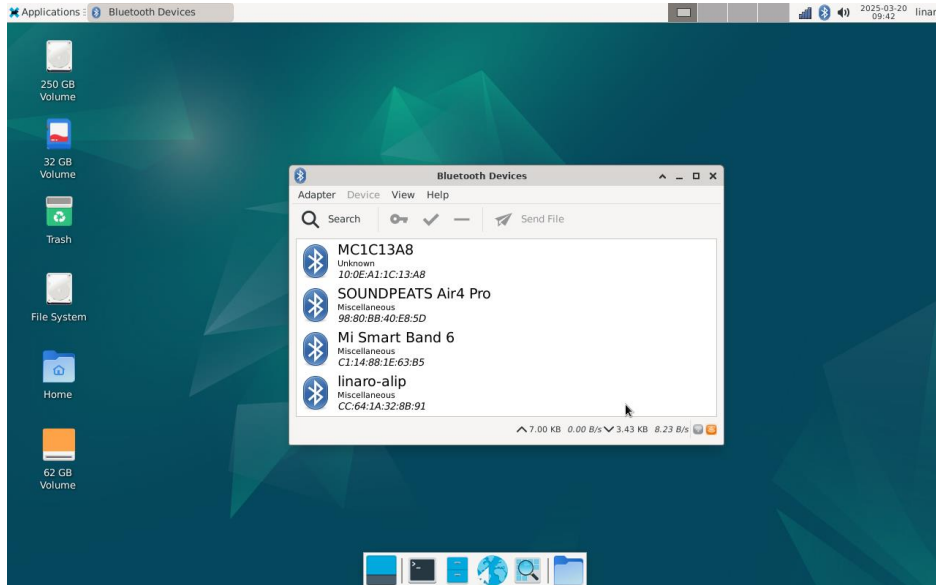 Applications
Bluetooth Devices
2025-03-20
09:42
linar
250 GB
Volume
32 GB
Volume
Trash
File System
Home
62 GB
Volume
Bluetooth Devices
Adapter Device View Help
Search Send File
MC1C13A8
Unknown
10:0E:A1:1C:13:A8
SOUNDPEATS Air4 Pro
Miscellaneous
98:80:BB:40:E8:5D
Mi Smart Band 6
Miscellaneous
C1:14:88:1E:63:B5
linaro-alip
Miscellaneous
CC:64:1A:32:8B:91
7.00 KB 0.00 B/s 3.43 KB 8.23 B/s